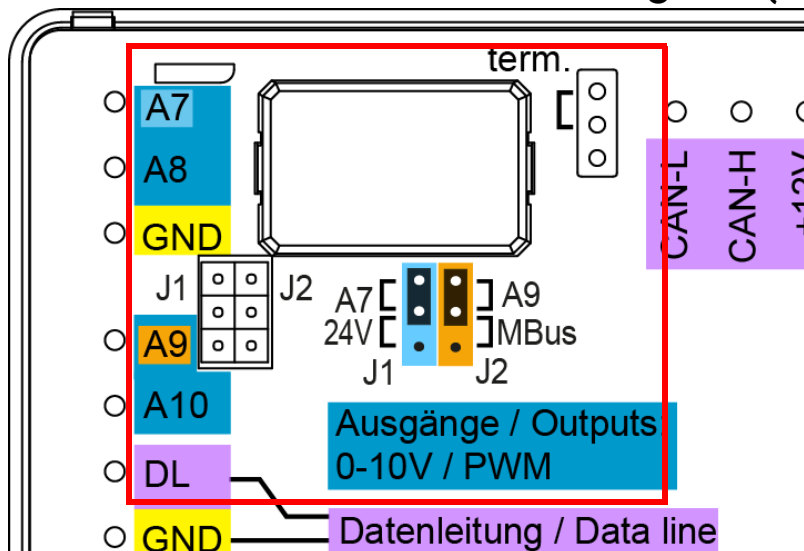 term.
A7
A8
GND
CAN-L
CAN-H
+12V
J1
J2
A7
A9
24V
MBus
J1
J2
A9
A10
Ausgänge / Outputs
0-10V / PWM
DL
GND
Datenleitung / Data line